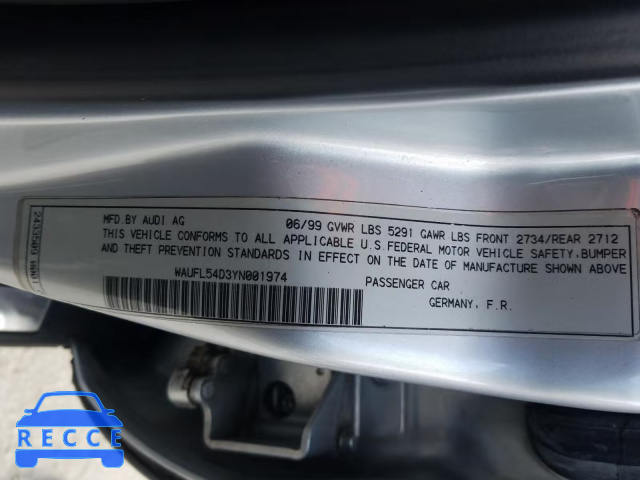 MFD.BY AUDI AG 06/99 GVWR LBS 5291 GAWR LBS FRONT 2734/REAR 2712
THIS VEHICLE CONFORMS TO ALL APPLICABLE U.S FEDERAL MOTOR VEHICLE SAFETY,BUMPER
AND THEFT PREVENTION STANDARDS IN EFFECT ON THE DATE OF MANUFACTURE SHOWN ABOVE
WAUFL54D3YN001974 PASSENGER CAR
GERMANY, F.R.
RECCE